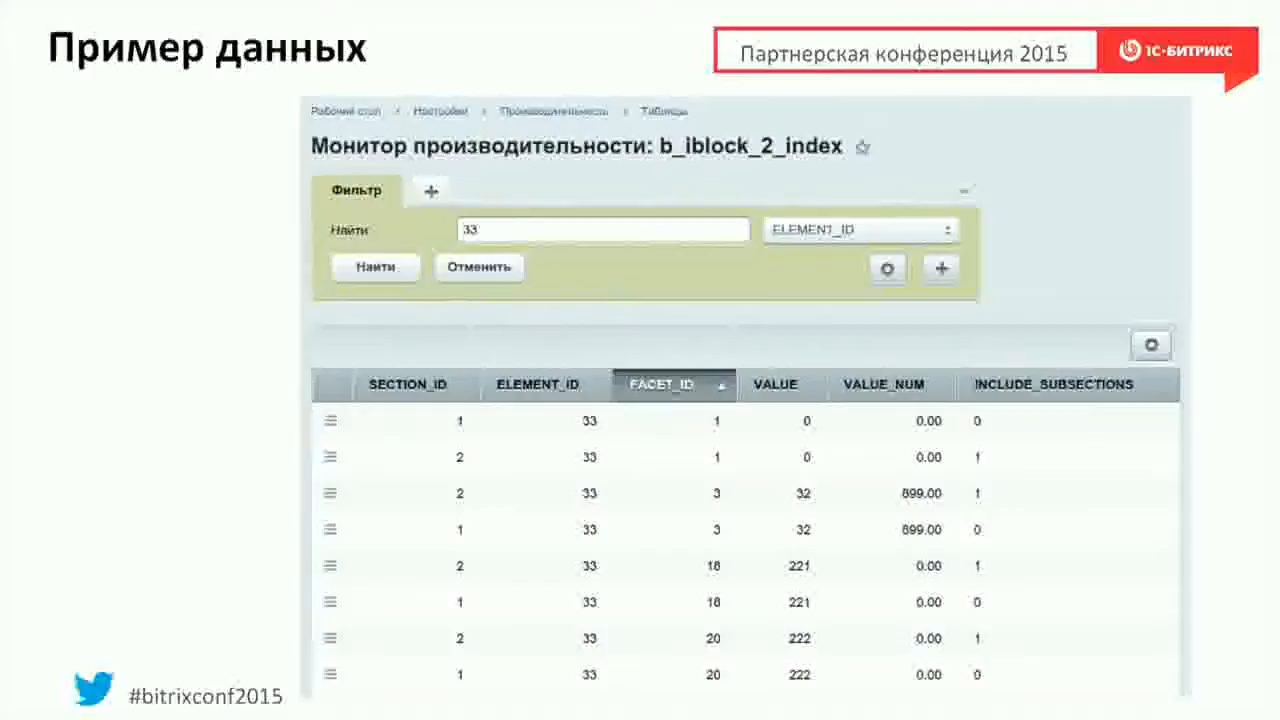 Пример данных
Партнерская конференция 2015
1С-БИТРИКС
Рабочий стол Настройки Производительность Таблицы
Монитор производительности: b_iblock_2_index
Фильтр +
Найти 33 ELEMENT_ID
Найти Отменить
SECTION_ID ELEMENT_ID FACET_ID VALUE VALUE_NUM INCLUDE_SUBSECTIONS
1 33 1 0 0.00 0
2 33 1 0 0.00 1
2 33 3 32 899.00 1
1 33 3 32 899.00 0
2 33 18 221 0.00 1
1 33 18 221 0.00 0
2 33 20 222 0.00 1
1 33 20 222 0.00 0
#bitrixconf2015